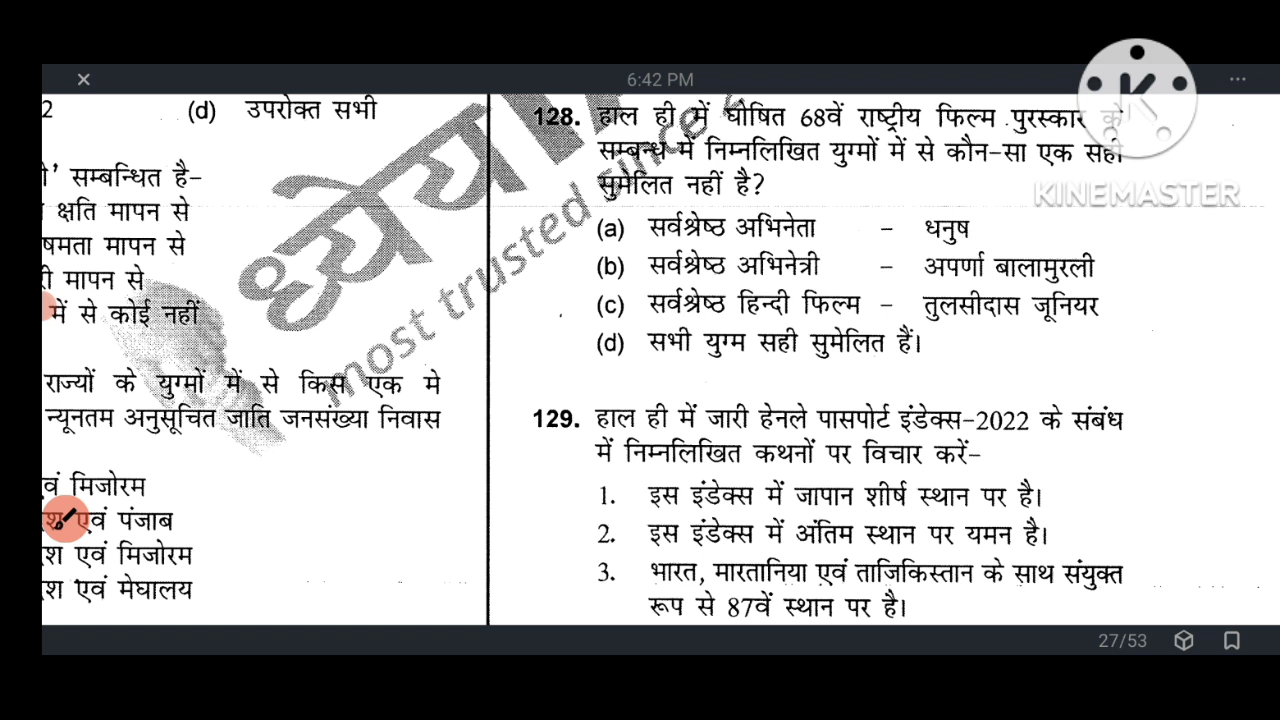 6:42 PM
KINEMASTER
2 (d) उपरोक्त सभी
' सम्बन्धित है–
क्षति मापन से
षमता मापन से
री मापन से
में से कोई नहीं
राज्यों के युग्मों में से किस एक मे
न्यूनतम अनुसूचित जाति जनसंख्या निवास
वं मिजोरम
एवं पंजाब
श एवं मिजोरम
श एवं मेघालय
ध्येय
most trusted since
128. हाल ही में घोषित 68वें राष्ट्रीय फिल्म पुरस्कार के
सम्बन्ध में निम्नलिखित युग्मों में से कौन-सा एक सही
सुमेलित नहीं है?
(a) सर्वश्रेष्ठ अभिनेता – धनुष
(b) सर्वश्रेष्ठ अभिनेत्री – अपर्णा बालामुरली
(c) सर्वश्रेष्ठ हिन्दी फिल्म – तुलसीदास जूनियर
(d) सभी युग्म सही सुमेलित हैं।
129. हाल ही में जारी हेनले पासपोर्ट इंडेक्स-2022 के संबंध
में निम्नलिखित कथनों पर विचार करें–
1. इस इंडेक्स में जापान शीर्ष स्थान पर है।
2. इस इंडेक्स में अंतिम स्थान पर यमन है।
3. भारत, मारतानिया एवं ताजिकिस्तान के साथ संयुक्त
रूप से 87वें स्थान पर है।
27/53